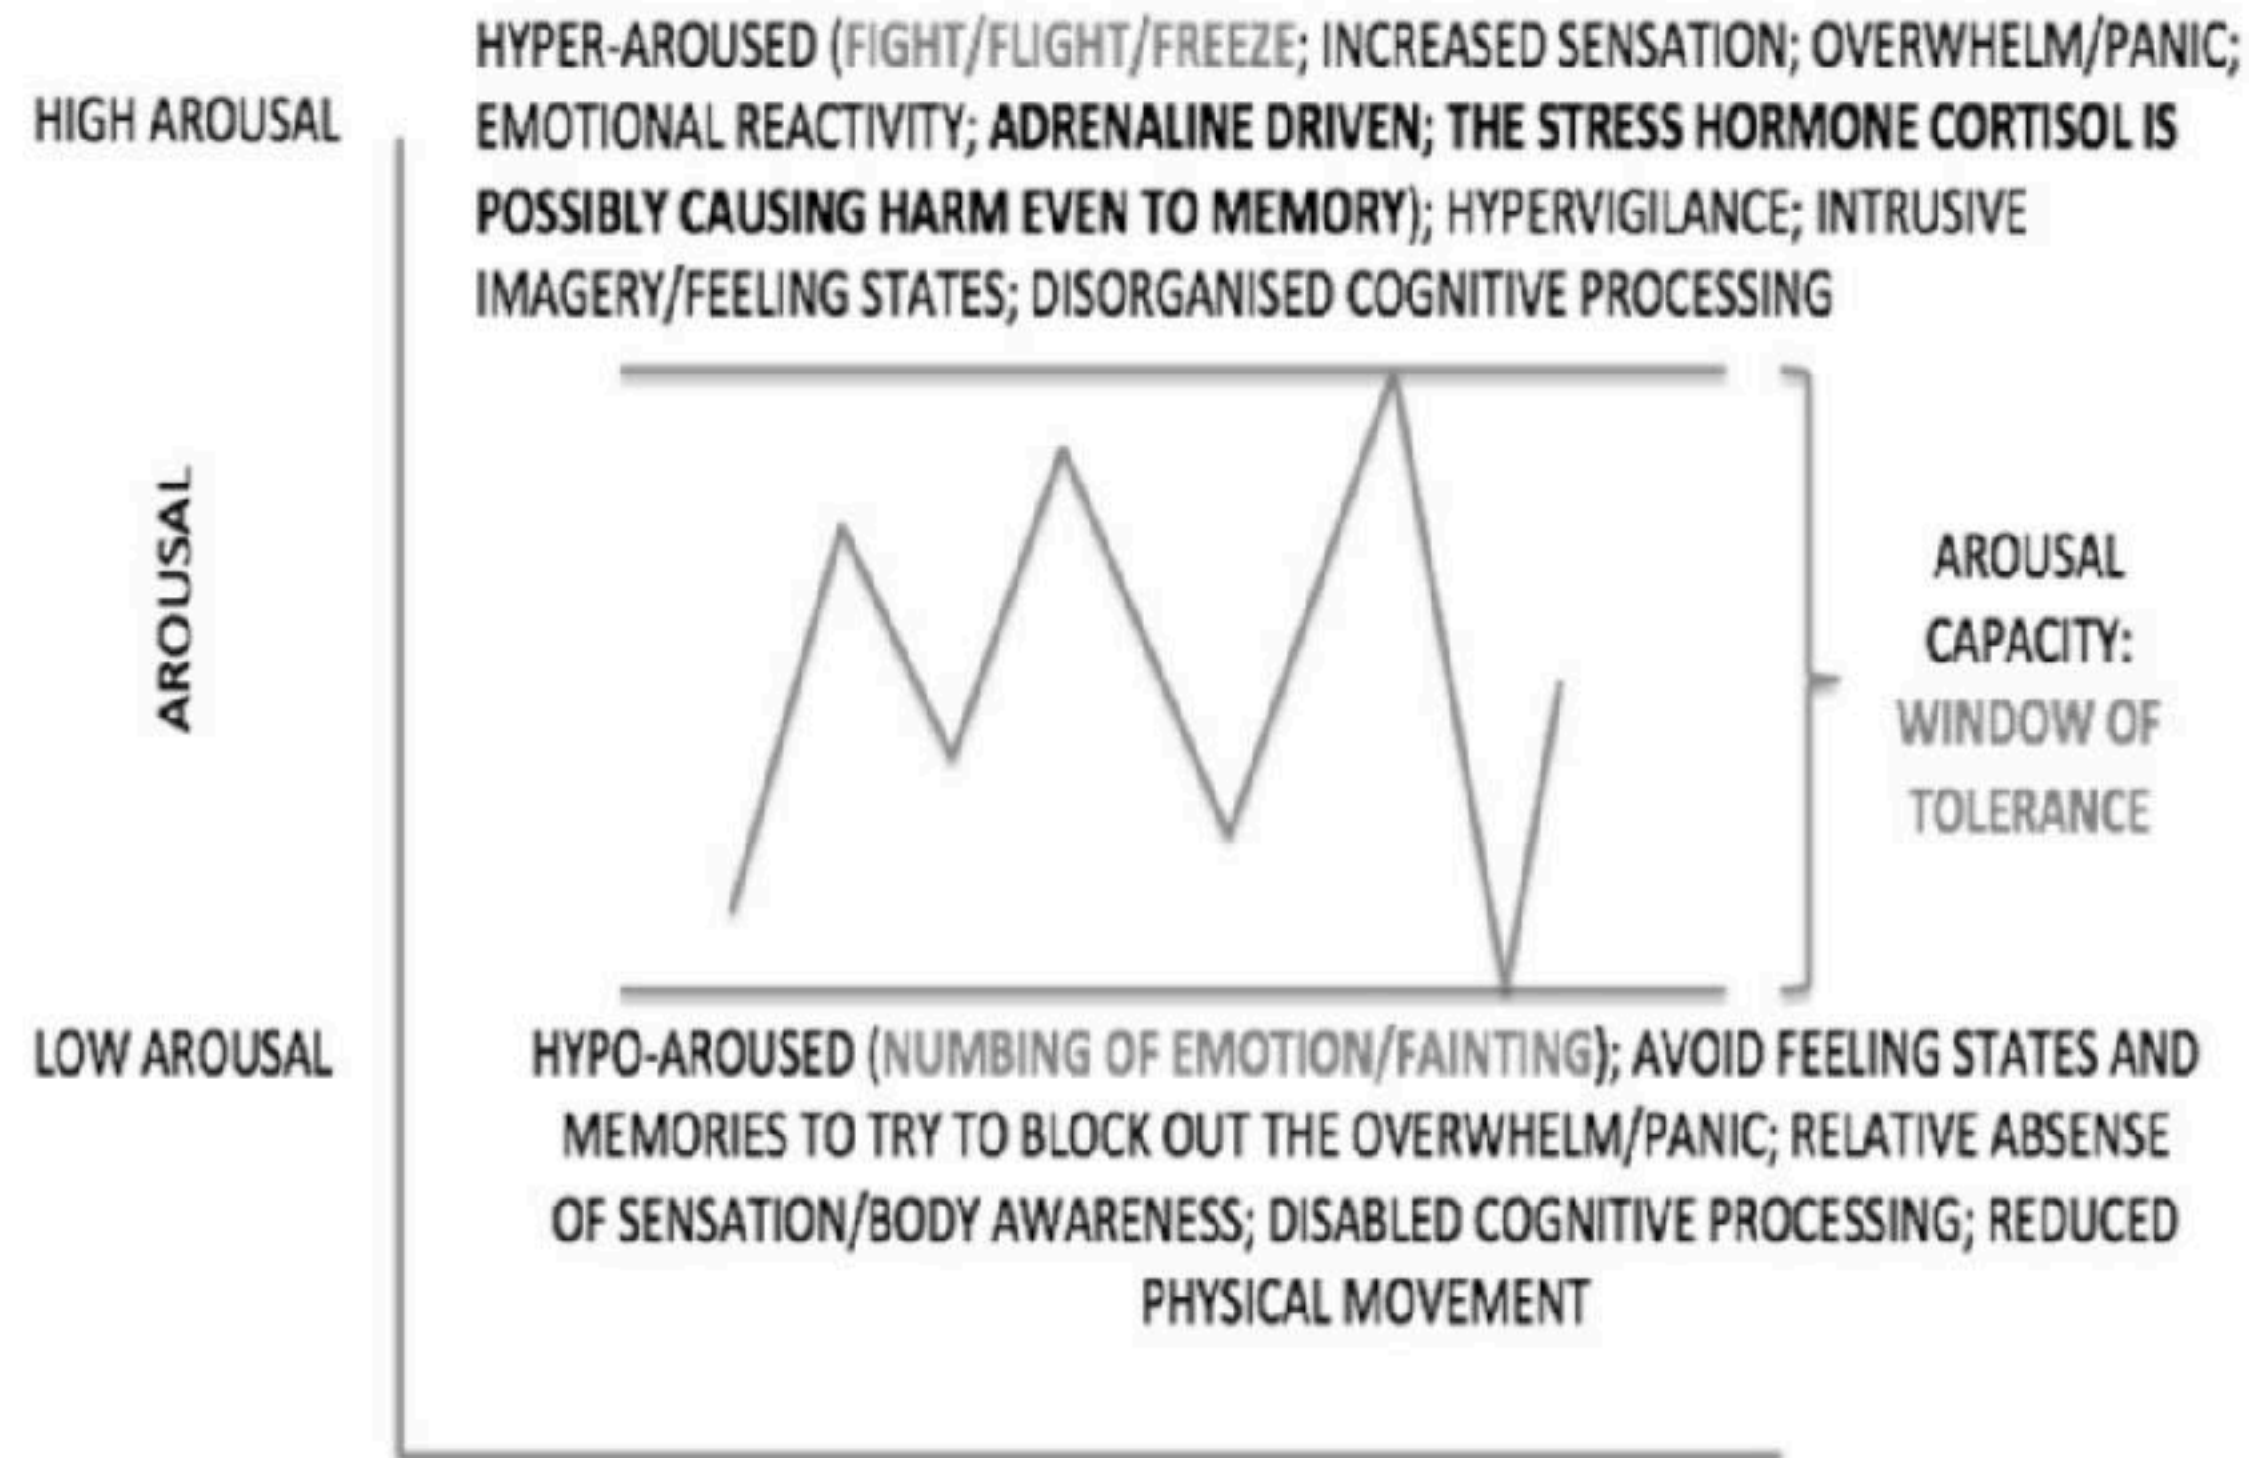 HYPER-AROUSED (FIGHT/FLIGHT/FREEZE; INCREASED SENSATION; OVERWHELM/PANIC;
HIGH AROUSAL
EMOTIONAL REACTIVITY; ADRENALINE DRIVEN; THE STRESS HORMONE CORTISOL IS
POSSIBLY CAUSING HARM EVEN TO MEMORY); HYPERVIGILANCE; INTRUSIVE
IMAGERY/FEELING STATES; DISORGANISED COGNITIVE PROCESSING
AROUSAL
AROUSAL
CAPACITY:
WINDOW OF
TOLERANCE
LOW AROUSAL
HYPO-AROUSED (NUMBING OF EMOTION/FAINTING); AVOID FEELING STATES AND
MEMORIES TO TRY TO BLOCK OUT THE OVERWHELM/PANIC; RELATIVE ABSENSE
OF SENSATION/BODY AWARENESS; DISABLED COGNITIVE PROCESSING; REDUCED
PHYSICAL MOVEMENT